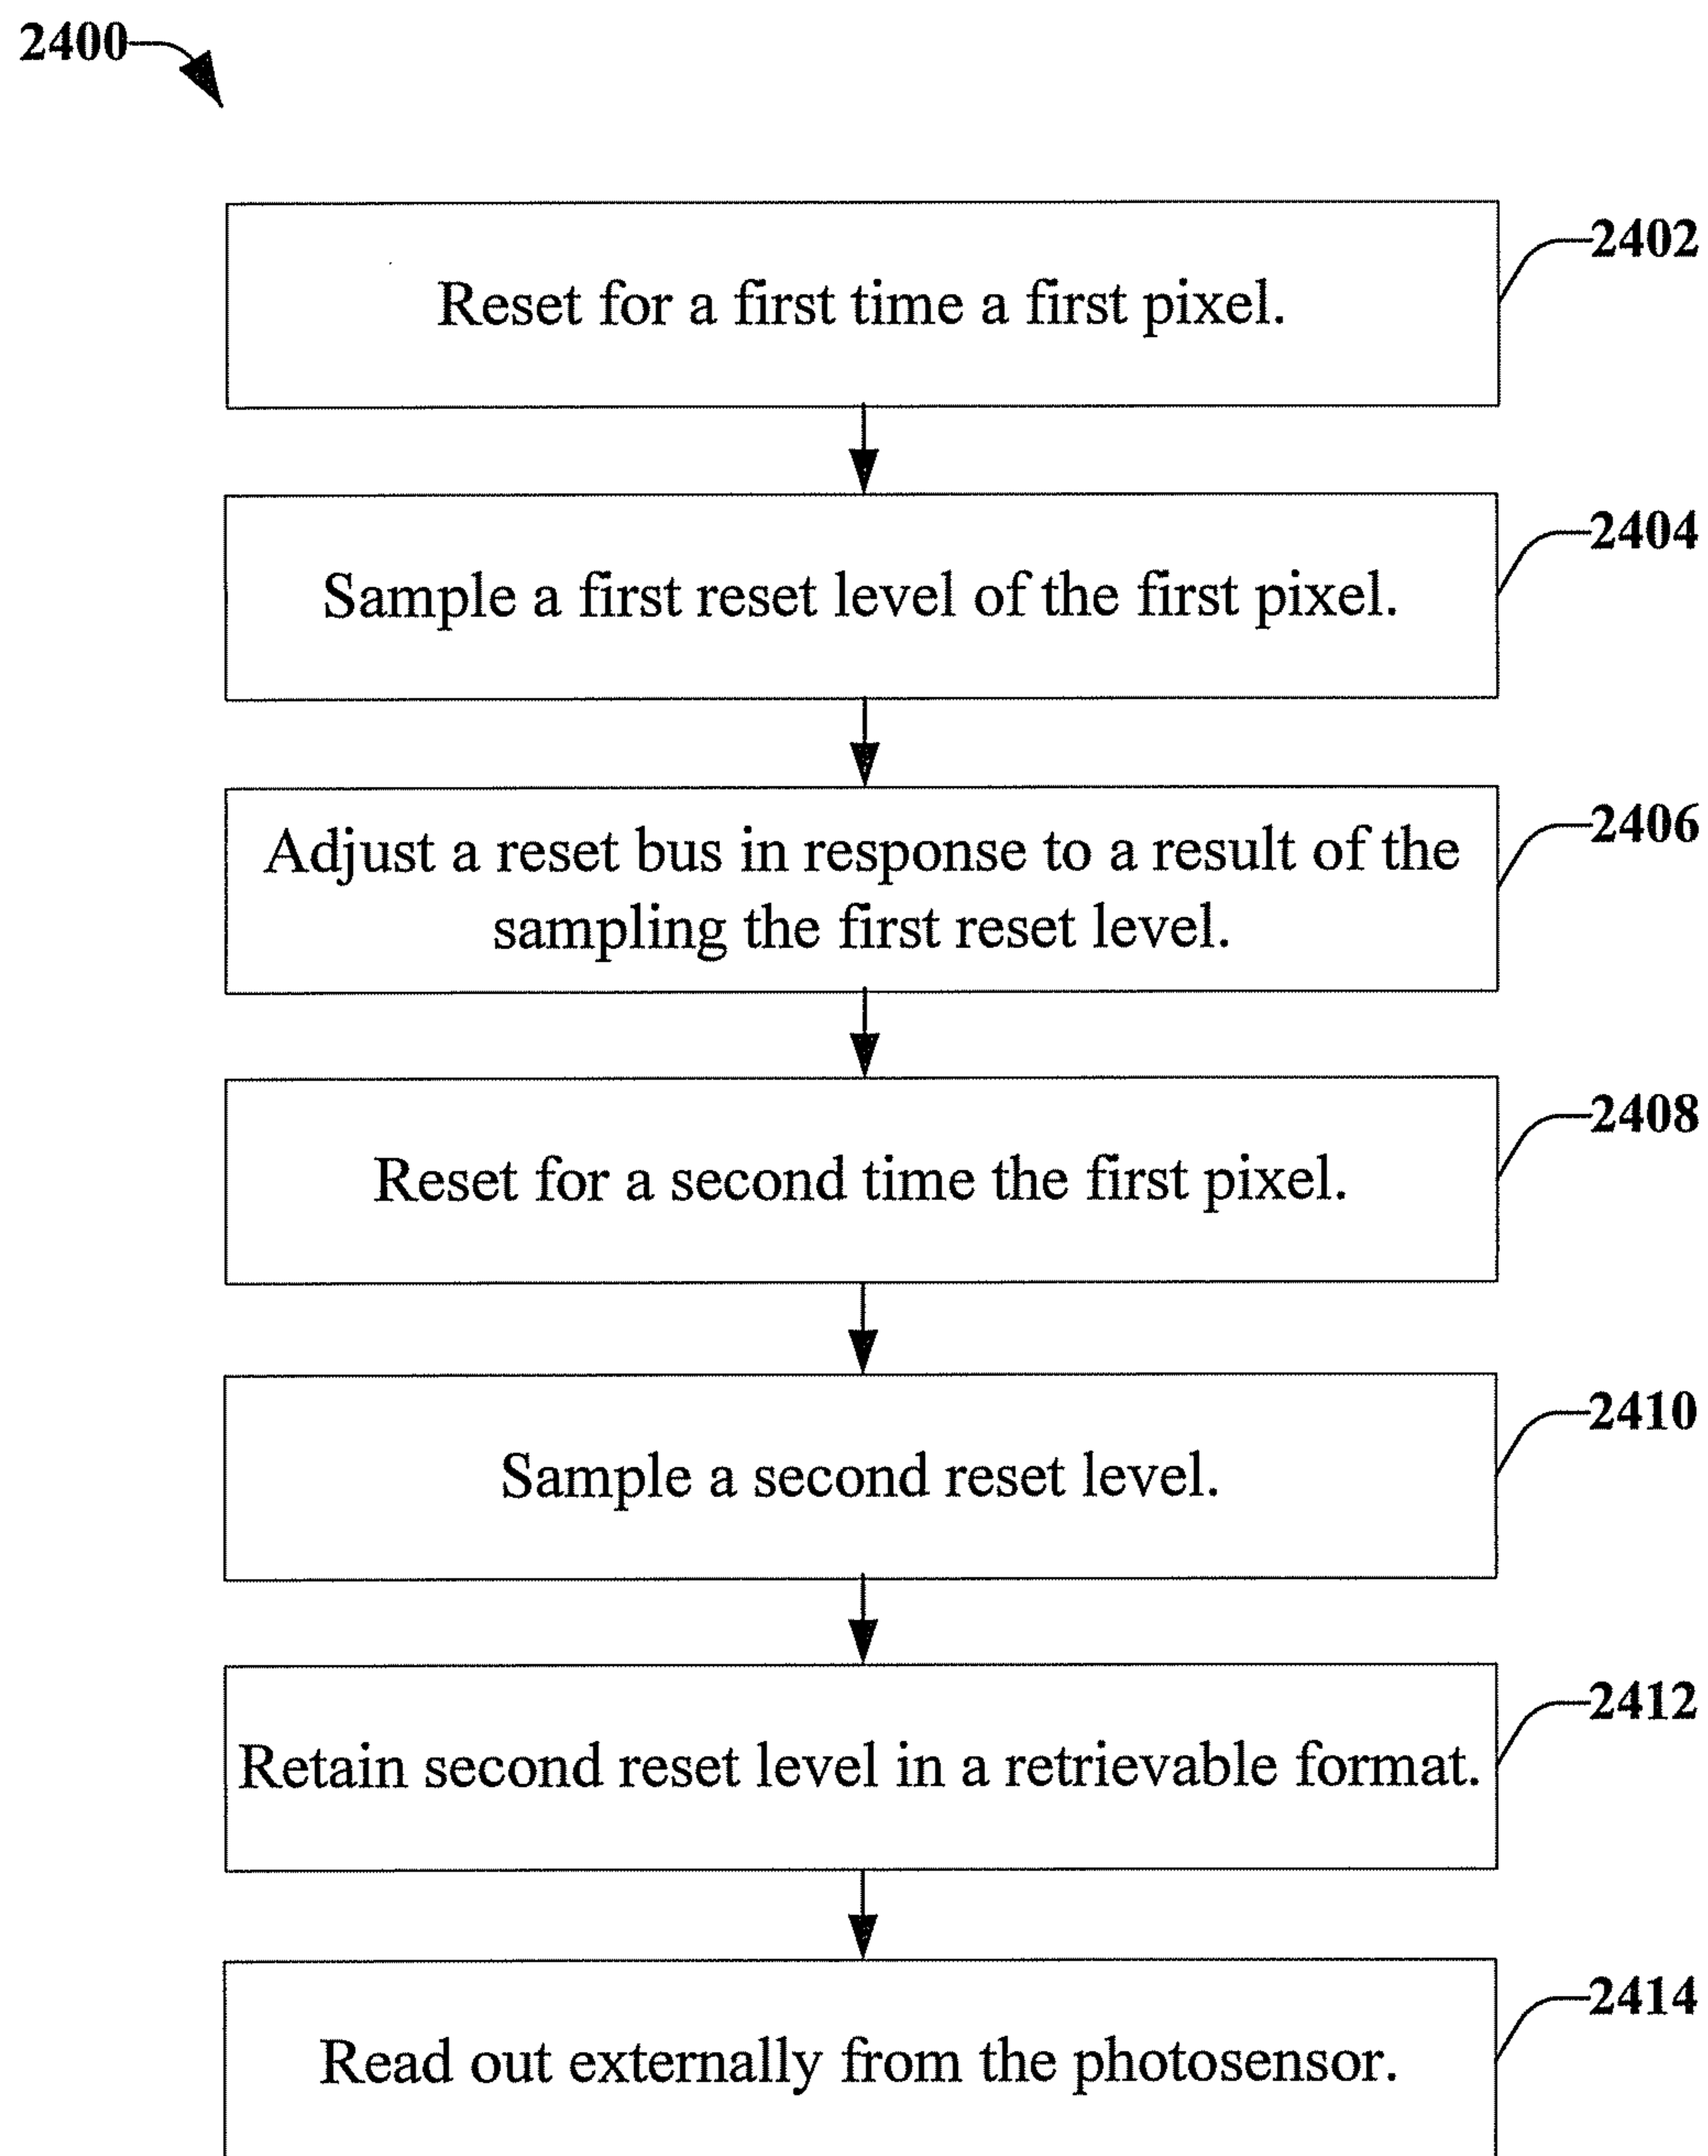 2400
2402
Reset for a first time a first pixel.
2404
Sample a first reset level of the first pixel.
2406
Adjust a reset bus in response to a result of the
sampling the first reset level.
2408
Reset for a second time the first pixel.
2410
Sample a second reset level.
2412
Retain second reset level in a retrievable format.
2414
Read out externally from the photosensor.